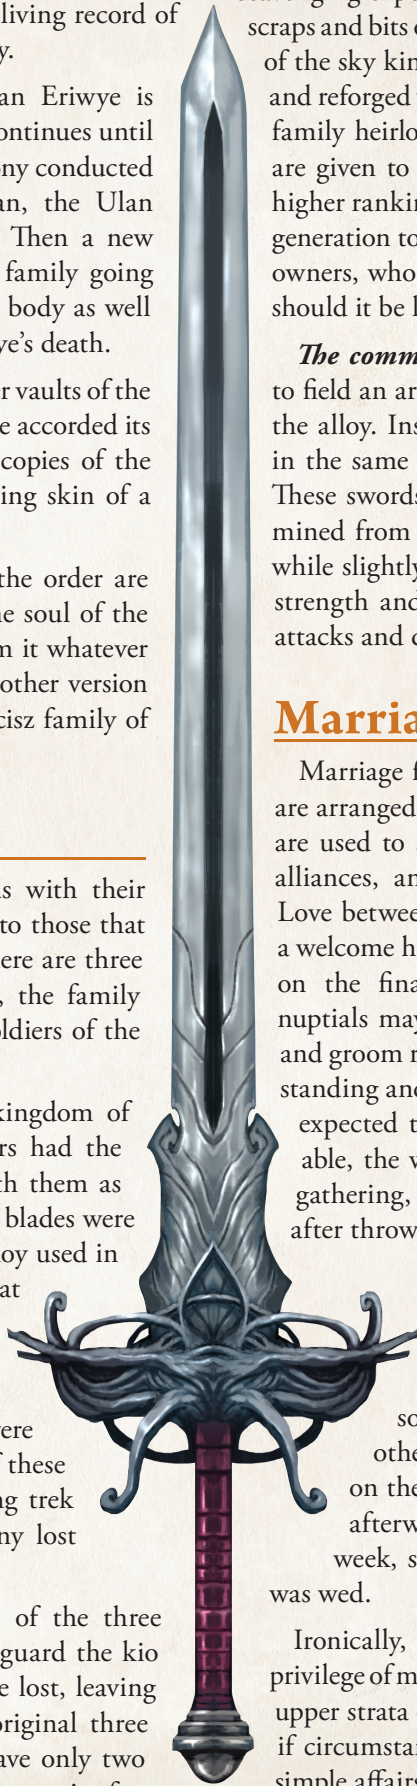 living record of
y.
an Eriwye is
ontinues until
ny conducted
an, the Ulan
Then a new
family going
body as well
ye's death.
er vaults of the
e accorded its
copies of the
ing skin of a
the order are
he soul of the
m it whatever
other version
cisz family of
s with their
to those that
ere are three
, the family
oldiers of the
kingdom of
rs had the
th them as
blades were
oy used in
at
ere
f these
ng trek
ny lost
of the three
guard the kio
e lost, leaving
original three
ave only two
scraps and bits o
of the sky kin
and reforged
family heirlo
are given to
higher rankin
generation to
owners, who
should it be l
The comm
to field an ar
the alloy. Ins
in the same
These swords
mined from
while slightly
strength and
attacks and d
Marria
Marriage f
are arranged
are used to
alliances, an
Love betwee
a welcome h
on the fina
nuptials may
and groom r
standing and
expected t
able, the w
gathering,
after throw
so
othe
on the
afterw
week, s
was wed.
Ironically,
privilege of m
upper strata
if circumsta
simple affairs